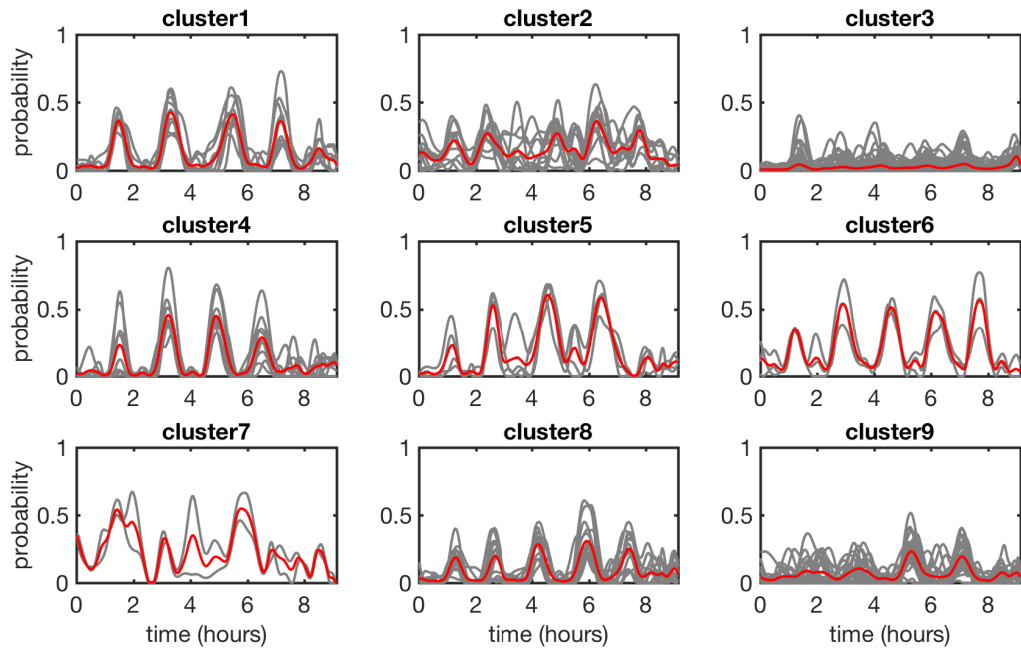 cluster1 cluster2 cluster3
probability 1 0.5 0 1 0.5 0 1 0.5 0
0 2 4 6 8 0 2 4 6 8 0 2 4 6 8
cluster4 cluster5 cluster6
probability 1 0.5 0 1 0.5 0 1 0.5 0
0 2 4 6 8 0 2 4 6 8 0 2 4 6 8
cluster7 cluster8 cluster9
probability 1 0.5 0 1 0.5 0 1 0.5 0
0 2 4 6 8 0 2 4 6 8 0 2 4 6 8
time (hours) time (hours) time (hours)